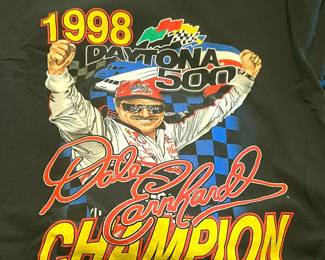 1998
DAYTONA
500
Dale
Earnhardt
CHAMPION